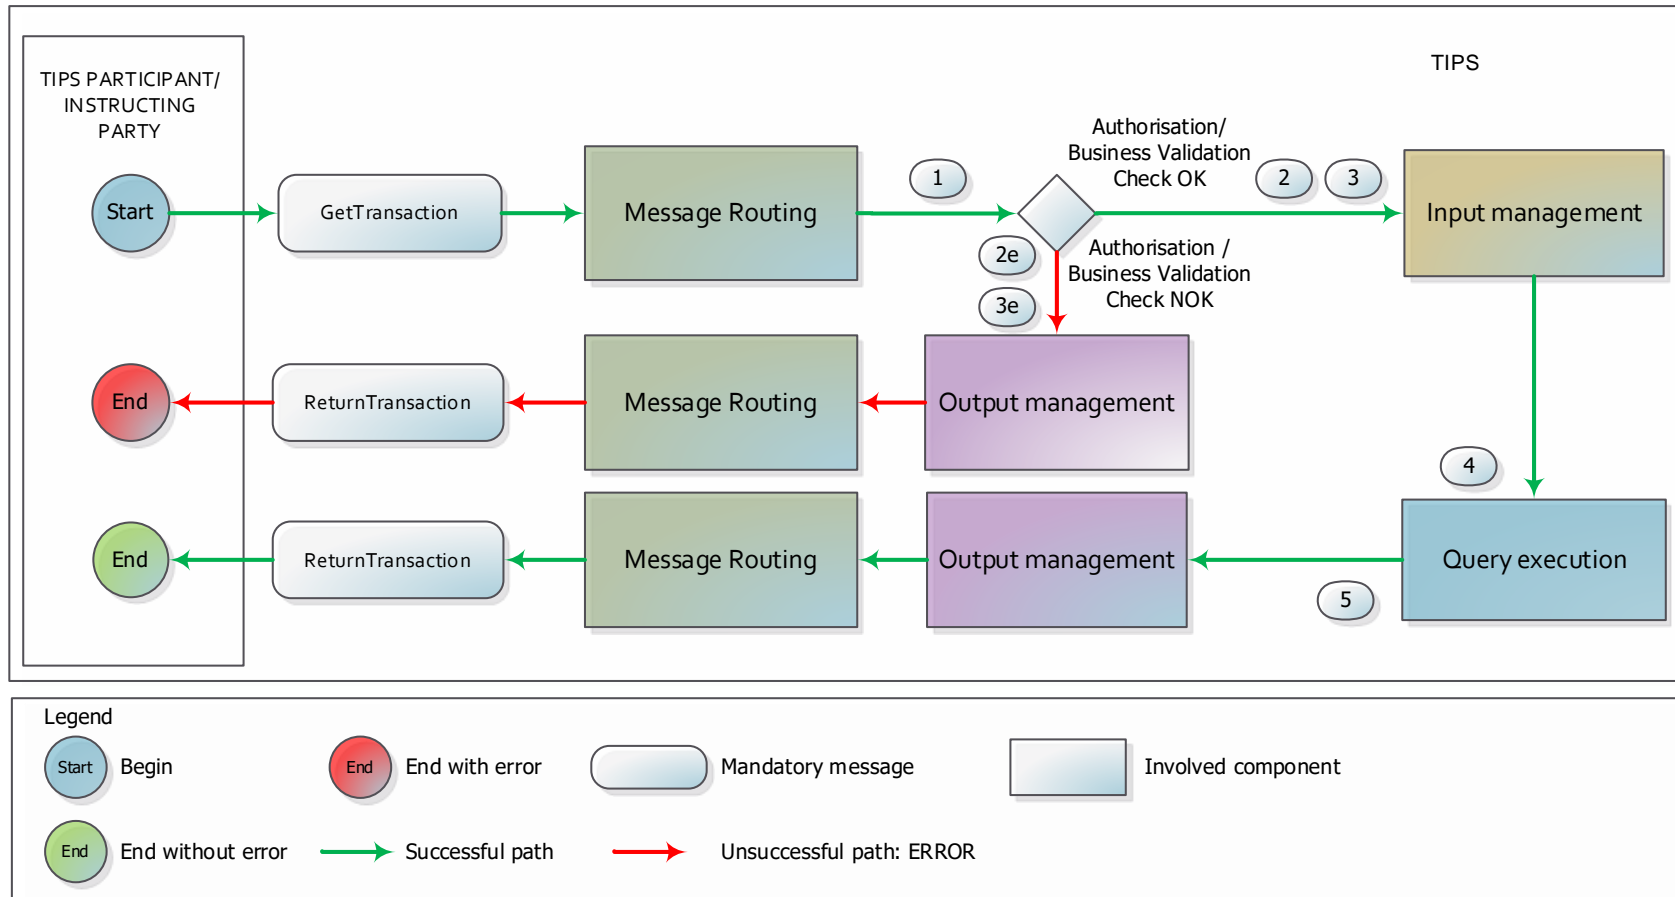 TIPS
TIPS PARTICIPANT/
INSTRUCTING
PARTY
Authorisation/
Business Validation
Check OK
Start
GetTransaction
Message Routing
1
2
3
Input management
2e
3e
Authorisation /
Business Validation
Check NOK
End
ReturnTransaction
Message Routing
Output management
4
End
ReturnTransaction
Message Routing
Output management
5
Query execution
Legend
Start
Begin
End
End with error
Mandatory message
Involved component
End
End without error
Successful path
Unsuccessful path: ERROR